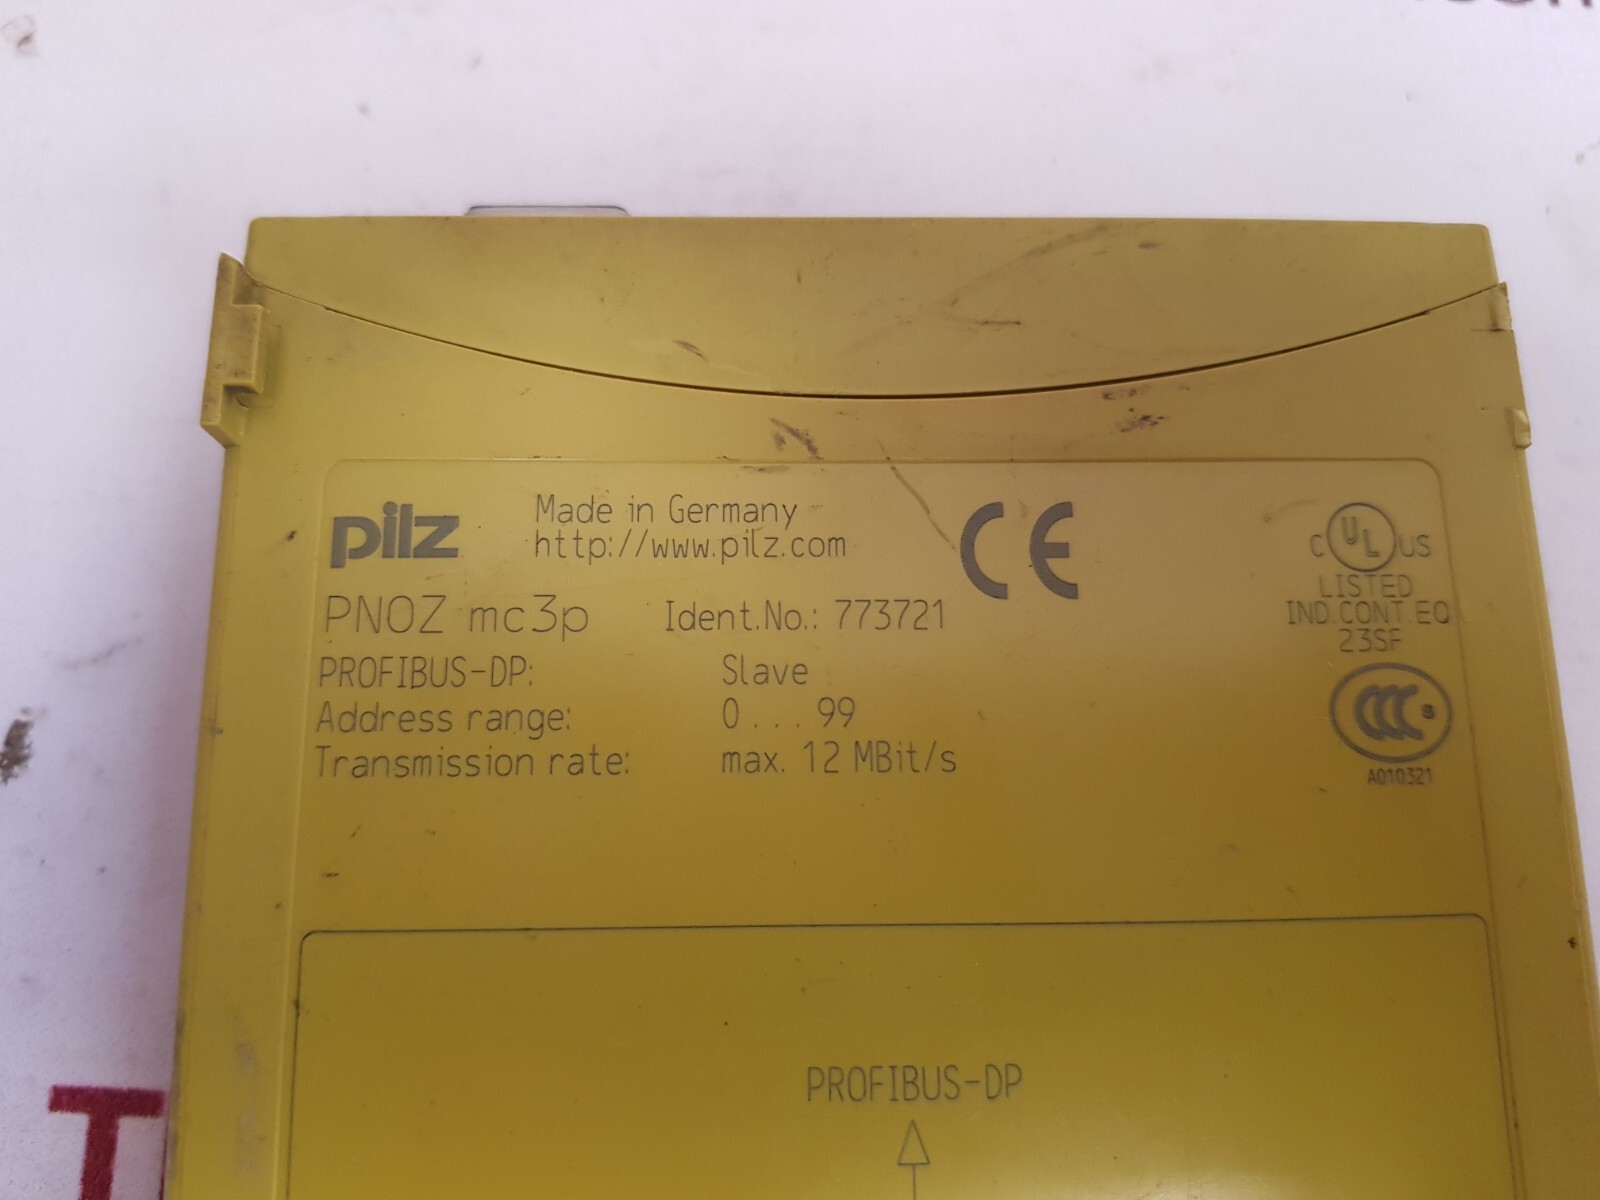 pilz
Made in Germany
http://www.pilz.com
CE
C UL US
LISTED
IND.CONT.EQ
23SF
PNOZ mc3p Ident.No.: 773721
PROFIBUS-DP: Slave
Address range: 0 ... 99
Transmission rate: max. 12 MBit/s
CCC S
A010321
PROFIBUS-DP
T